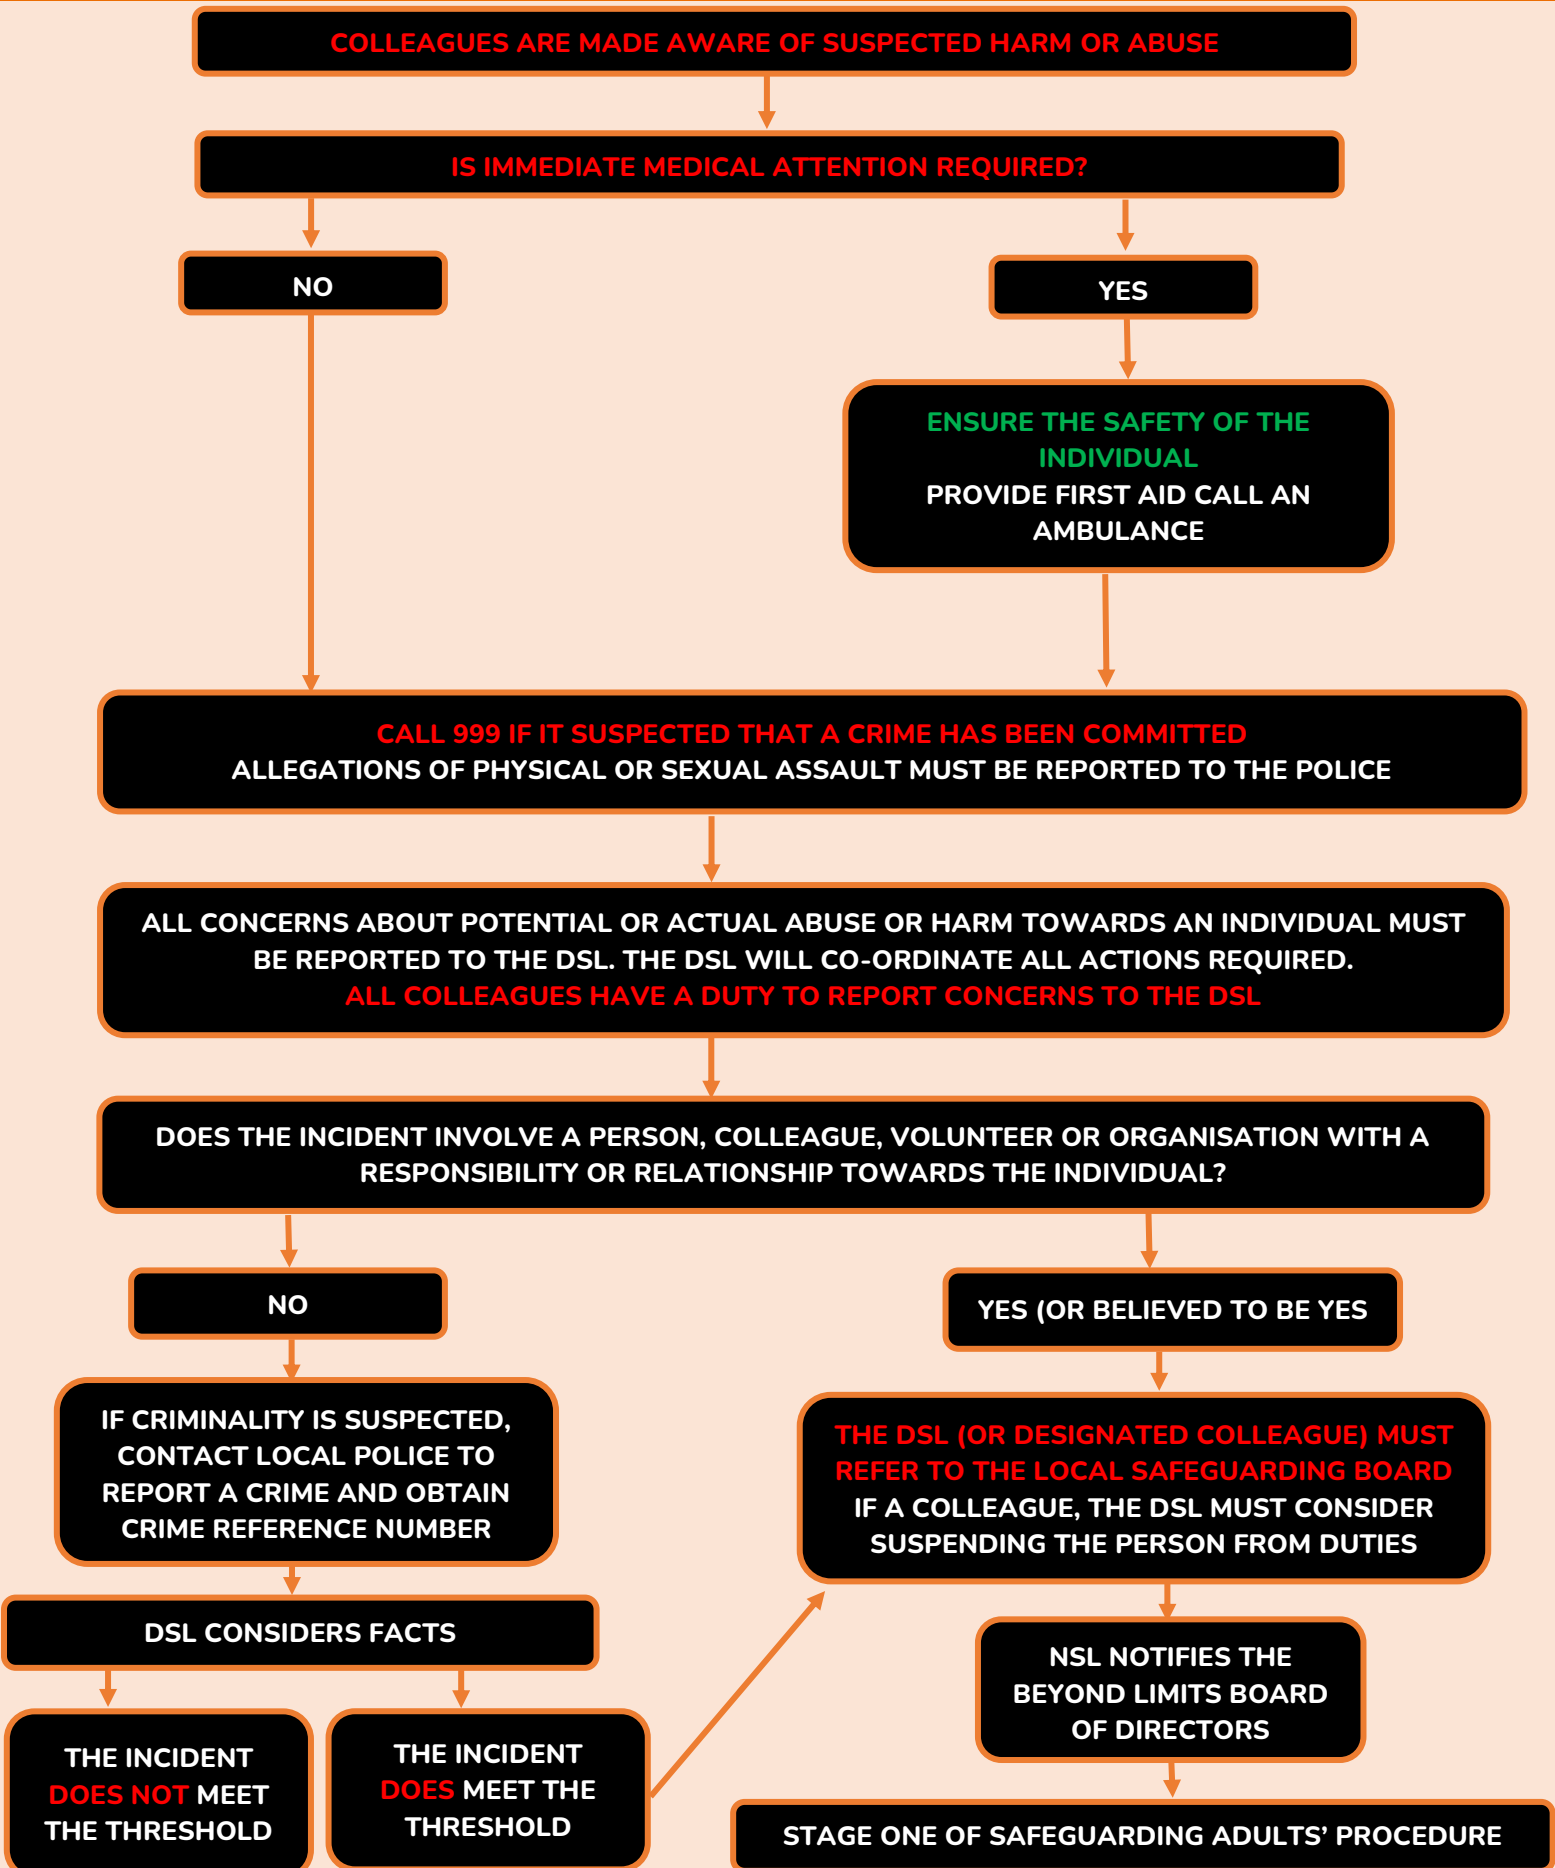 COLLEAGUES ARE MADE AWARE OF SUSPECTED HARM OR ABUSE
IS IMMEDIATE MEDICAL ATTENTION REQUIRED?
NO
YES
ENSURE THE SAFETY OF THE
INDIVIDUAL
PROVIDE FIRST AID CALL AN
AMBULANCE
CALL 999 IF IT SUSPECTED THAT A CRIME HAS BEEN COMMITTED
ALLEGATIONS OF PHYSICAL OR SEXUAL ASSAULT MUST BE REPORTED TO THE POLICE
ALL CONCERNS ABOUT POTENTIAL OR ACTUAL ABUSE OR HARM TOWARDS AN INDIVIDUAL MUST
BE REPORTED TO THE DSL. THE DSL WILL CO-ORDINATE ALL ACTIONS REQUIRED.
ALL COLLEAGUES HAVE A DUTY TO REPORT CONCERNS TO THE DSL
DOES THE INCIDENT INVOLVE A PERSON, COLLEAGUE, VOLUNTEER OR ORGANISATION WITH A
RESPONSIBILITY OR RELATIONSHIP TOWARDS THE INDIVIDUAL?
NO
YES (OR BELIEVED TO BE YES
IF CRIMINALITY IS SUSPECTED,
CONTACT LOCAL POLICE TO
REPORT A CRIME AND OBTAIN
CRIME REFERENCE NUMBER
THE DSL (OR DESIGNATED COLLEAGUE) MUST
REFER TO THE LOCAL SAFEGUARDING BOARD
IF A COLLEAGUE, THE DSL MUST CONSIDER
SUSPENDING THE PERSON FROM DUTIES
DSL CONSIDERS FACTS
NSL NOTIFIES THE
BEYOND LIMITS BOARD
OF DIRECTORS
THE INCIDENT
DOES NOT MEET
THE THRESHOLD
THE INCIDENT
DOES MEET THE
THRESHOLD
STAGE ONE OF SAFEGUARDING ADULTS’ PROCEDURE